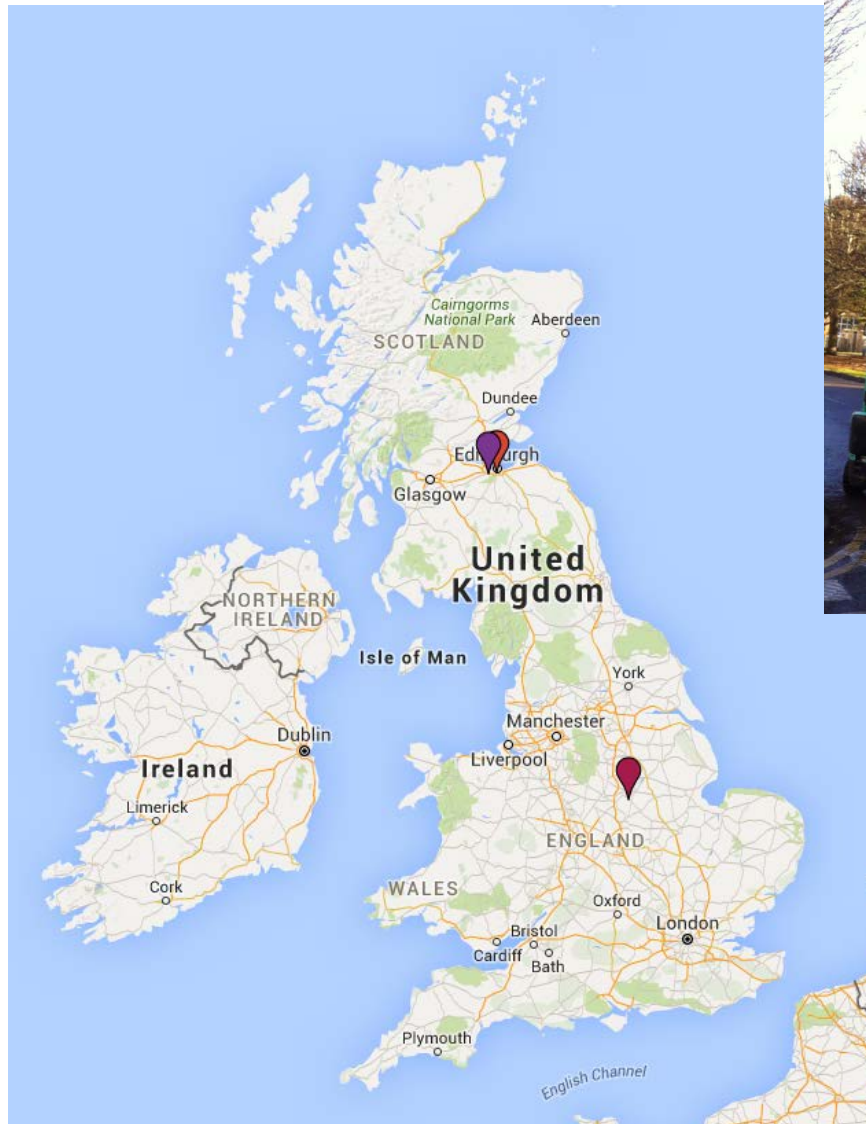 Cairngorms
National Park
Aberdeen
SCOTLAND
Dundee
Edinburgh
Glasgow
United
Kingdom
NORTHERN
IRELAND
Isle of Man
York
Dublin
Manchester
Ireland
Liverpool
Limerick
ENGLAND
WALES
Cork
Oxford
London
Bristol
Cardiff
Bath
Plymouth
English Channel